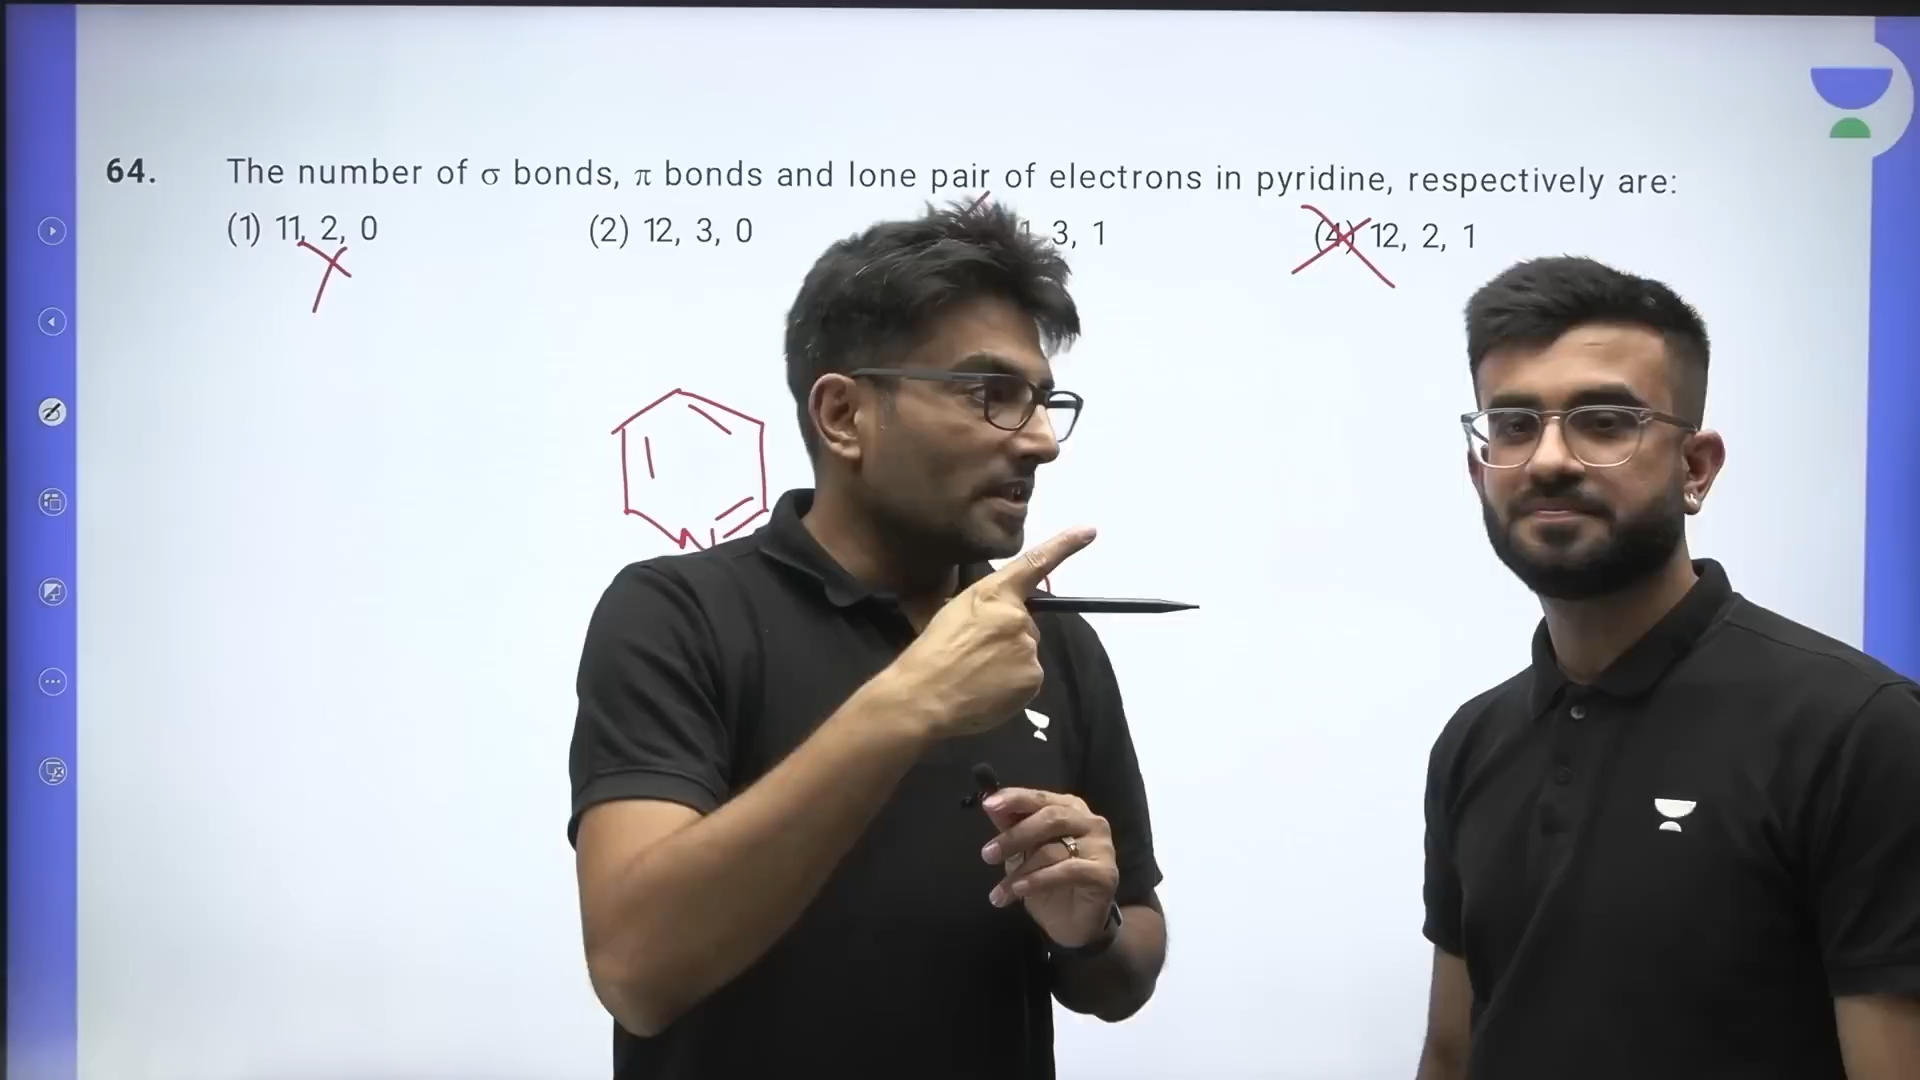 64. The number of σ bonds, π bonds and lone pair of electrons in pyridine, respectively are:
(1) 11, 2, 0 (2) 12, 3, 0 3, 1 (4) 12, 2, 1
N